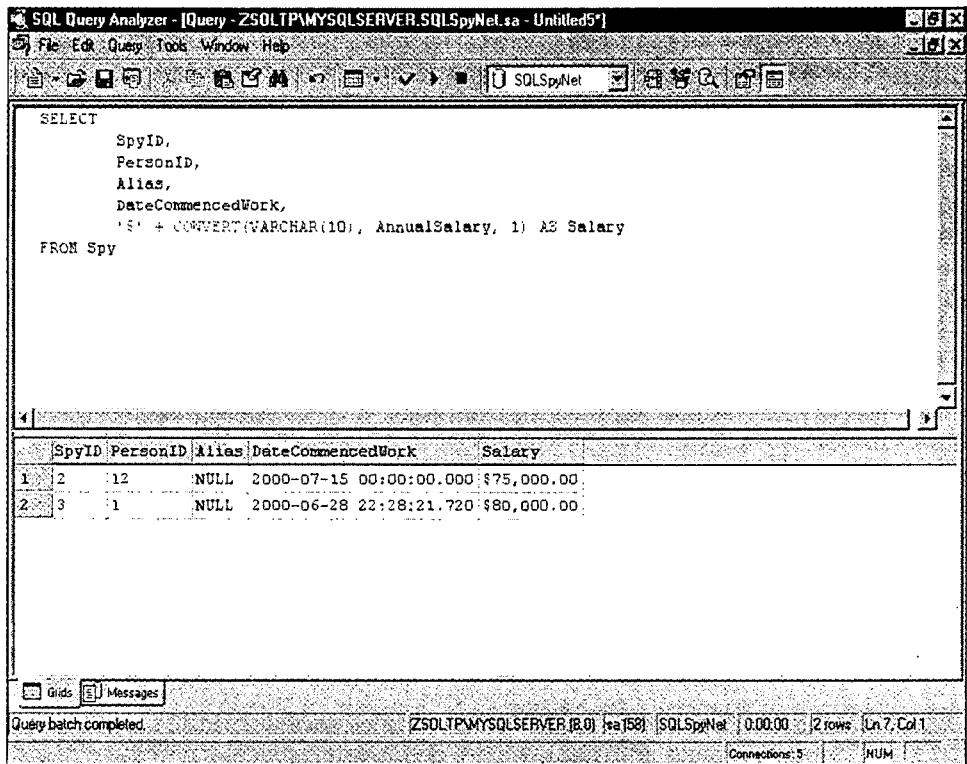 SQL Query Analyzer - [Query - ZSOLTP\MYSQLSERVER.SQLSpyNet.sa - Untitled5*]
File Edit Query Tools Window Help
SQLSpyNet
SELECT
SpyID,
PersonID,
Alias,
DateCommencedWork,
'$' + CONVERT(VARCHAR(10), AnnualSalary, 1) AS Salary
FROM Spy
SpyID PersonID Alias DateCommencedWork Salary
1 2 12 NULL 2000-07-15 00:00:00.000 $75,000.00
2 3 1 NULL 2000-06-28 22:28:21.720 $80,000.00
Grids Messages
Query batch completed. ZSOLTP\MYSQLSERVER (8.0) sa (58) SQLSpyNet 0:00:00 2 rows Ln 7, Col 1
Connections: 5 NUM